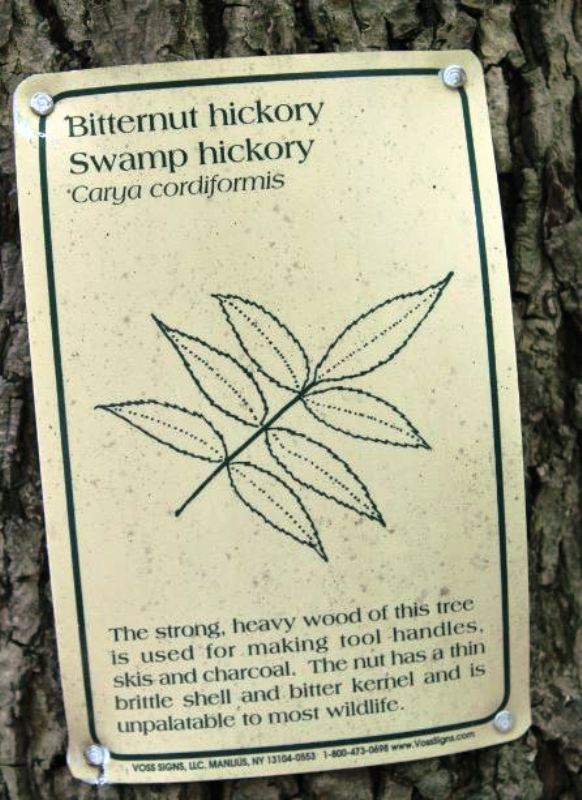 Bitternut hickory
Swamp hickory
Carya cordiformis
The strong, heavy wood of this tree
is used for making tool handles,
skis and charcoal. The nut has a thin
brittle shell and bitter kernel and is
unpalatable to most wildlife.
VOSS SIGNS, LLC. MANLIUS, NY 13104-0553 1-800-473-0698 www.VossSigns.com